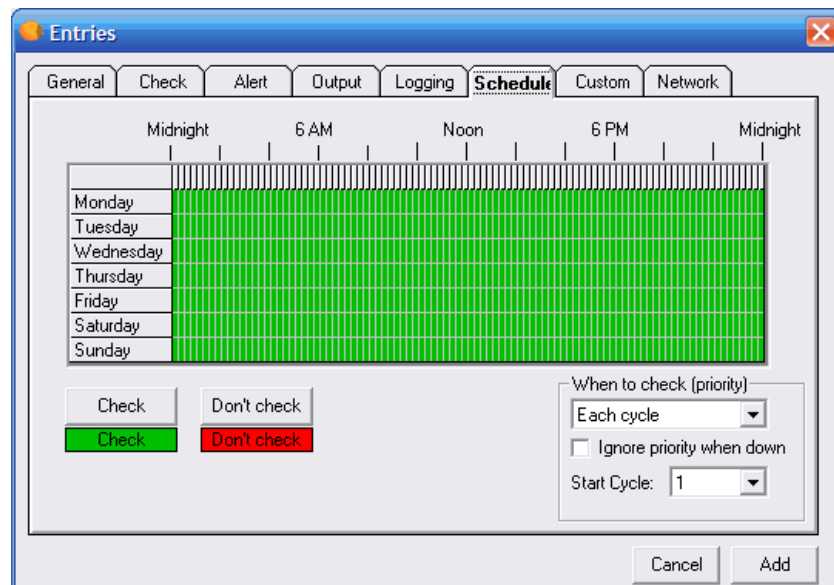 Entries
General Check Alert Output Logging Schedule Custom Network
Midnight 6 AM Noon 6 PM Midnight
Monday
Tuesday
Wednesday
Thursday
Friday
Saturday
Sunday
When to check (priority)
Check Don't check
Each cycle
Check Don't check
Ignore priority when down
Start Cycle: 1
Cancel Add